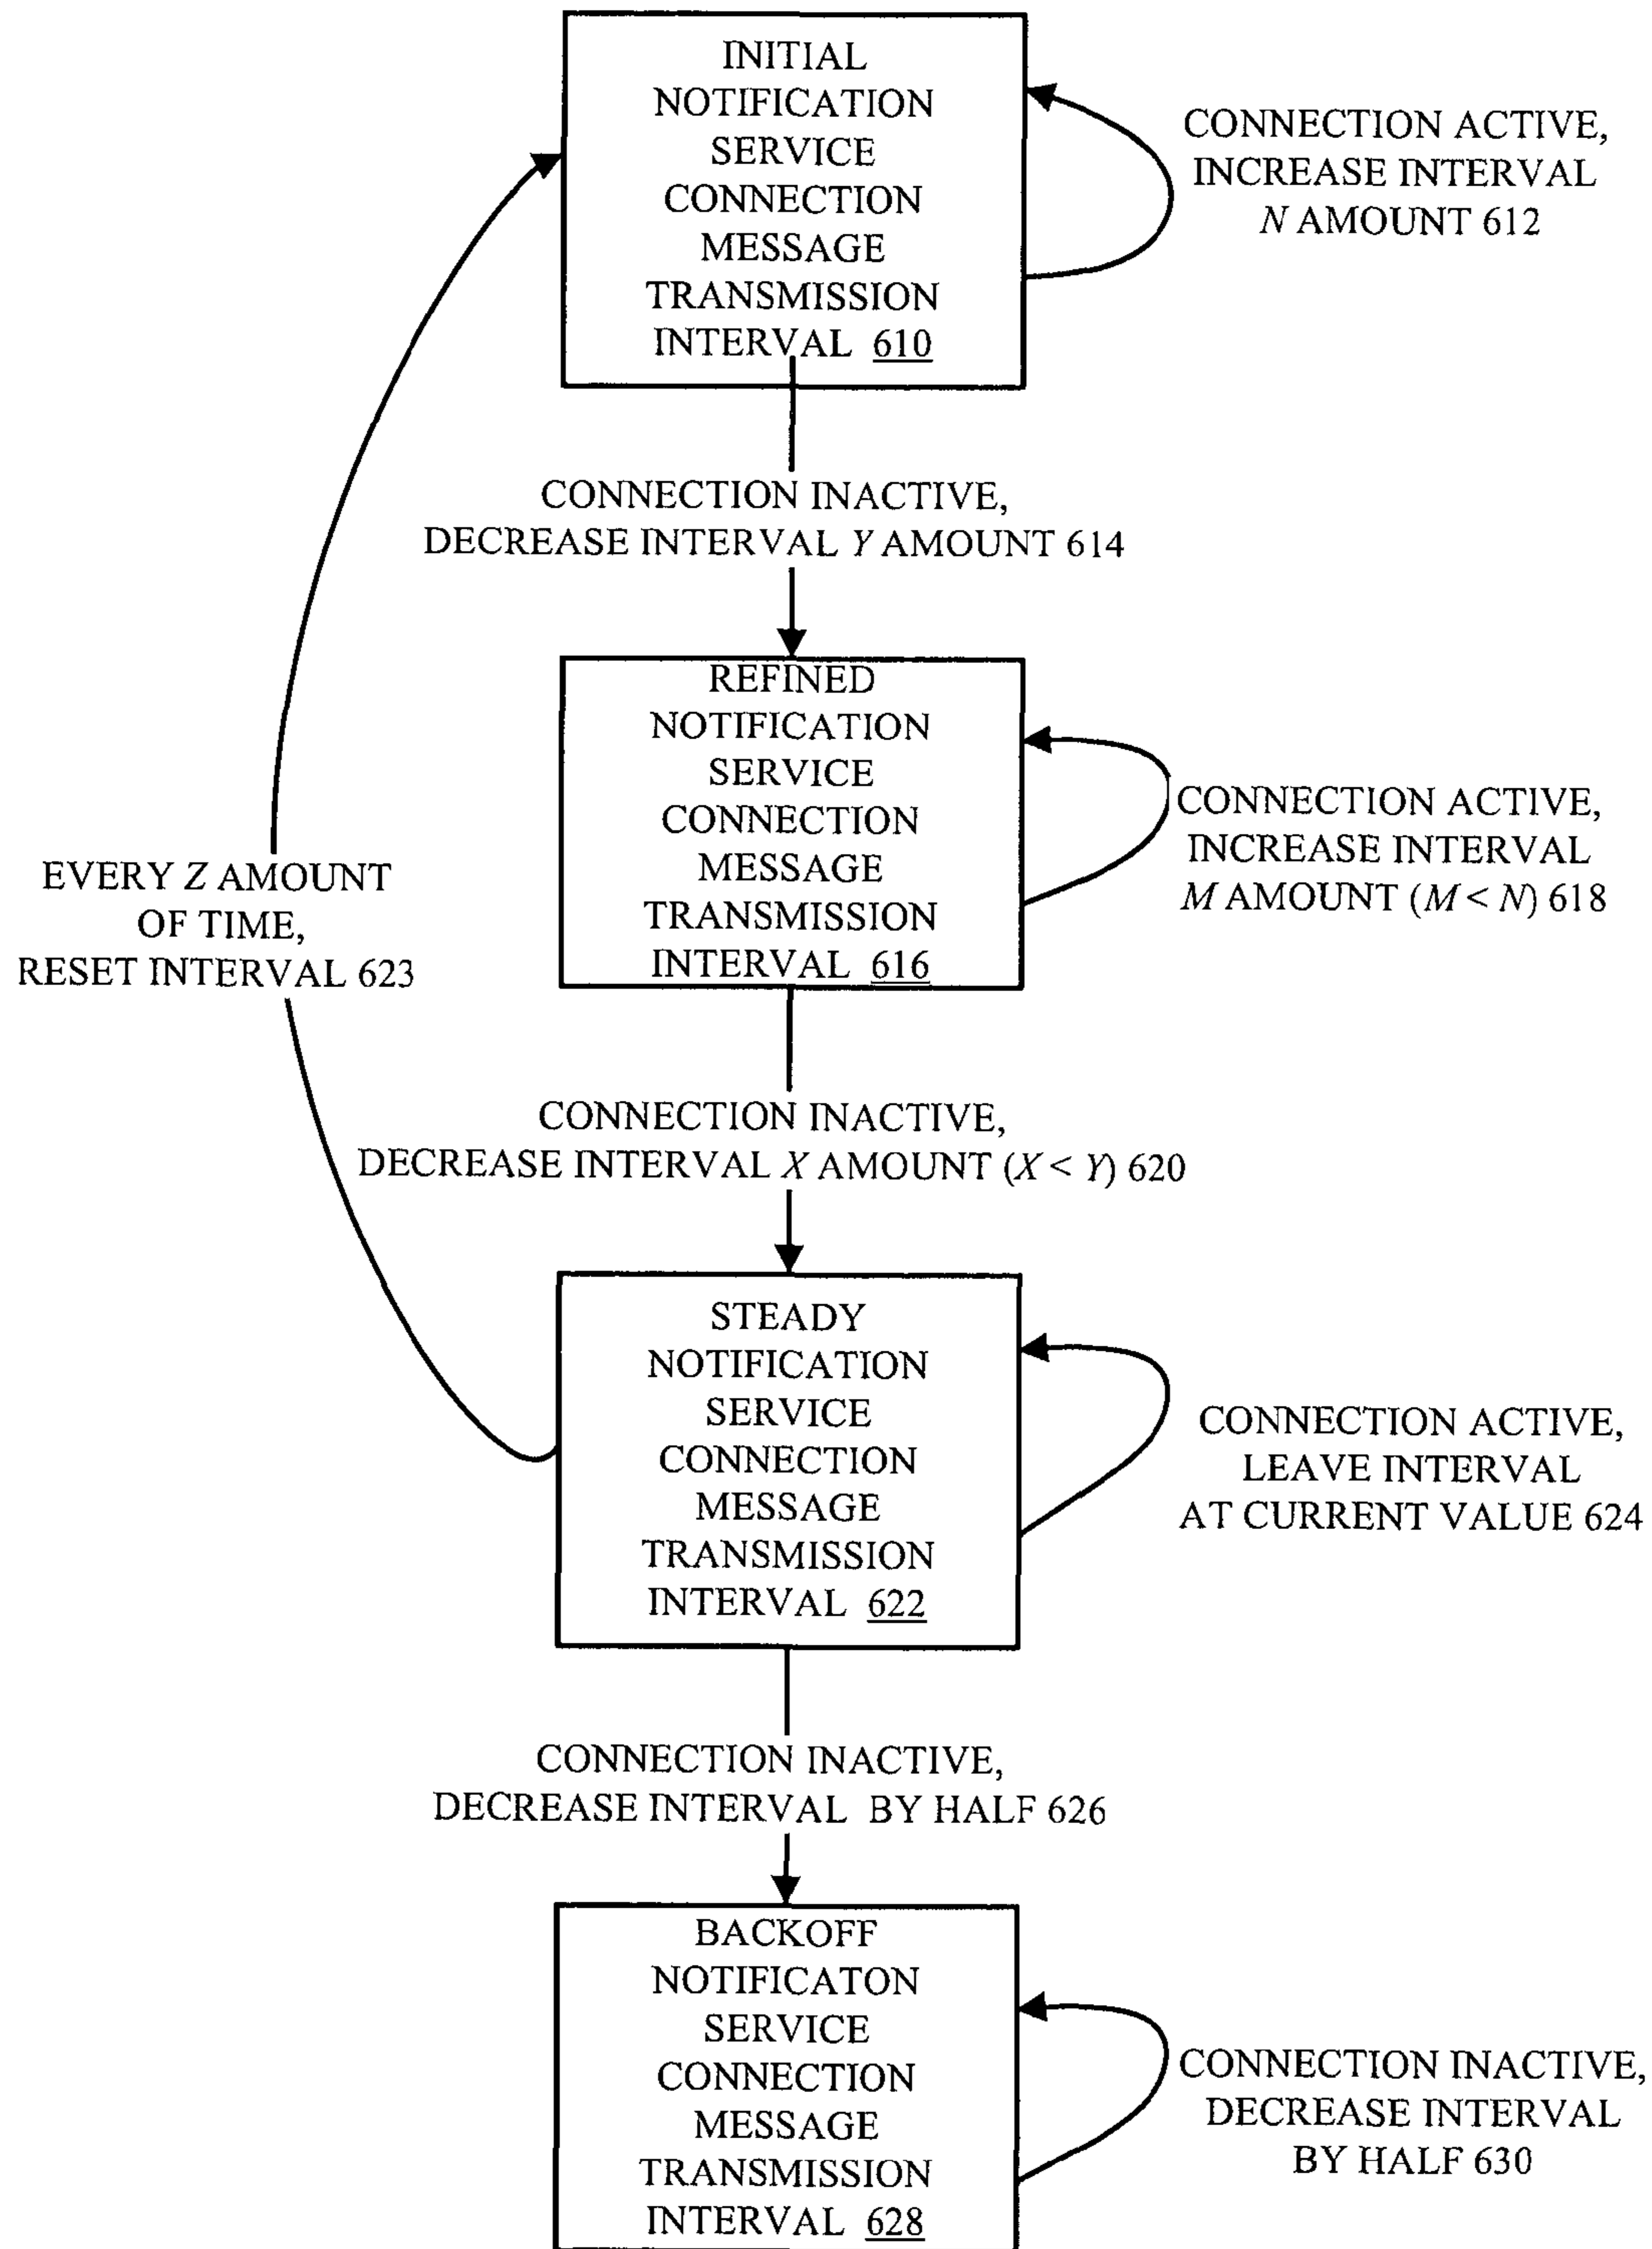 INITIAL
NOTIFICATION
SERVICE
CONNECTION
MESSAGE
TRANSMISSION
INTERVAL 610
CONNECTION ACTIVE,
INCREASE INTERVAL
N AMOUNT 612
CONNECTION INACTIVE,
DECREASE INTERVAL Y AMOUNT 614
REFINED
NOTIFICATION
SERVICE
CONNECTION
MESSAGE
TRANSMISSION
INTERVAL 616
CONNECTION ACTIVE,
INCREASE INTERVAL
M AMOUNT (M < N) 618
EVERY Z AMOUNT
OF TIME,
RESET INTERVAL 623
CONNECTION INACTIVE,
DECREASE INTERVAL X AMOUNT (X < Y) 620
STEADY
NOTIFICATION
SERVICE
CONNECTION
MESSAGE
TRANSMISSION
INTERVAL 622
CONNECTION ACTIVE,
LEAVE INTERVAL
AT CURRENT VALUE 624
CONNECTION INACTIVE,
DECREASE INTERVAL BY HALF 626
BACKOFF
NOTIFICATON
SERVICE
CONNECTION
MESSAGE
TRANSMISSION
INTERVAL 628
CONNECTION INACTIVE,
DECREASE INTERVAL
BY HALF 630